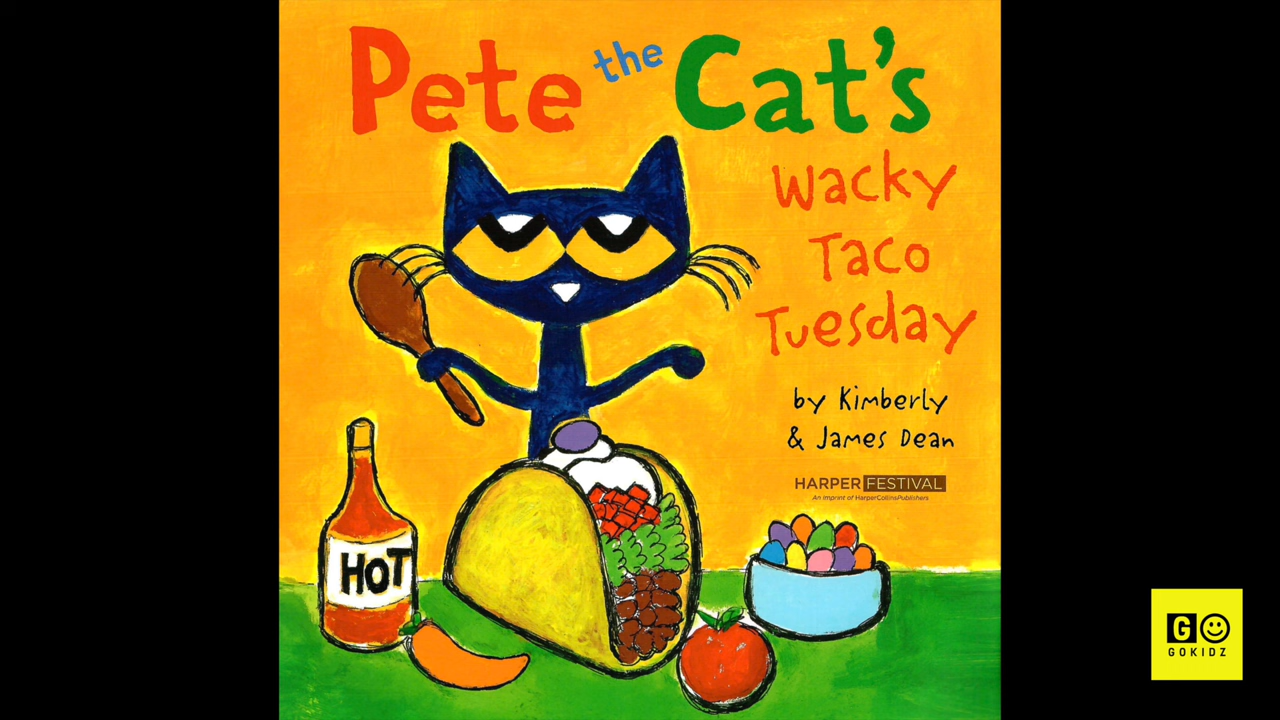 Pete the Cat's
Wacky
Taco
Tuesday
by Kimberly
& James Dean
HARPER FESTIVAL
An Imprint of HarperCollinsPublishers
HOT
GO
GOKIDZ